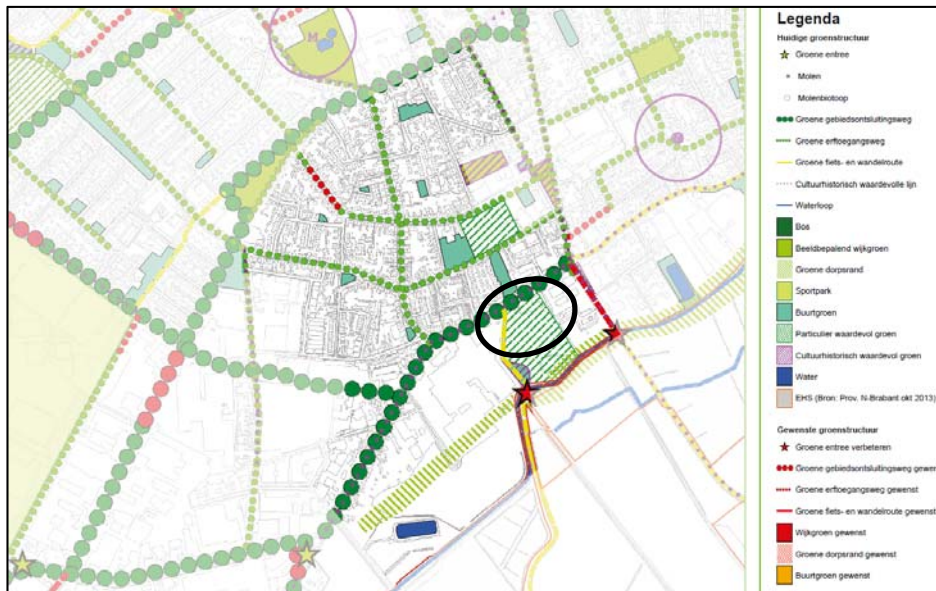 Legenda
Huidige groenstructuur
Groene entree
Molen
Molenbiotoop
Groene gebiedsontsluitingsweg
Groene erftoegangsweg
Groene fiets- en wandelroute
Cultuurhistorisch waardevolle lijn
Waterloop
Bos
Beeldbepalend wijkgroen
Groene dorpsrand
Sportpark
Buurtgroen
Particulier waardevol groen
Cultuurhistorisch waardevol groen
Water
EHS (Bron: Prov. N-Brabant okt 2013)
Gewenste groenstructuur
Groene entree verbeteren
Groene gebiedsontsluitingsweg gewen
Groene erftoegangsweg gewenst
Groene fiets- en wandelroute gewenst
Wijkgroen gewenst
Groene dorpsrand gewenst
Buurtgroen gewenst
M